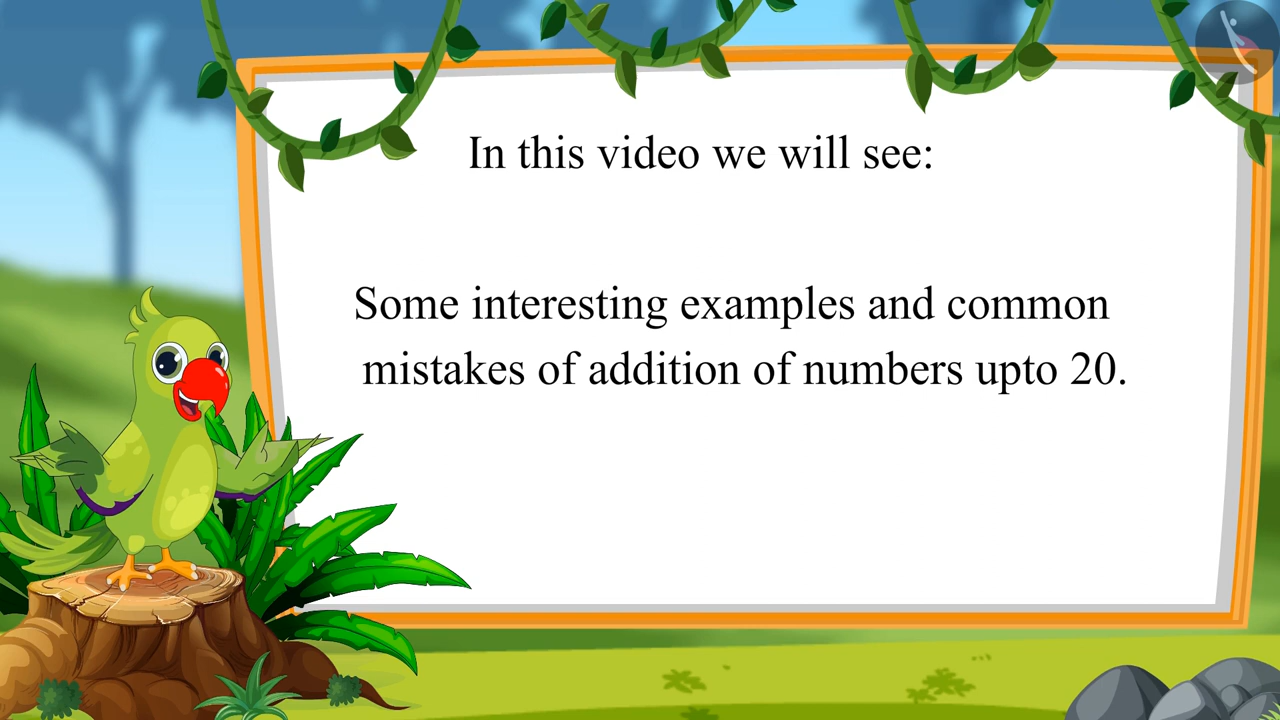 In this video we will see:
Some interesting examples and common
mistakes of addition of numbers upto 20.